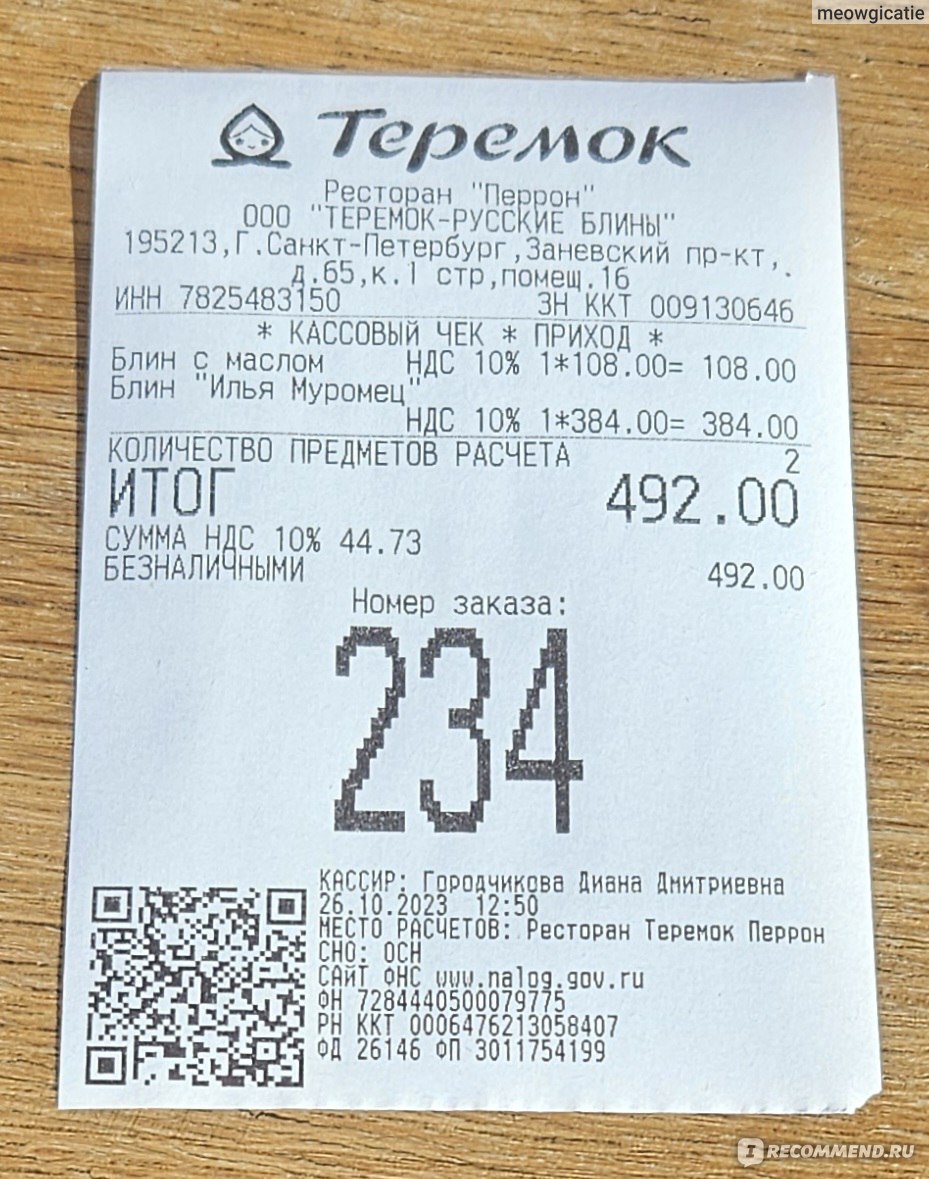 meowgicatie
Теремок
Ресторан "Перрон"
ООО "ТЕРЕМОК-РУССКИЕ БЛИНЫ"
195213,Г.Санкт-Петербург,Заневский пр-кт,.
д.65,к.1 стр,помещ.16
ИНН 7825483150 ЗН ККТ 009130646
* КАССОВЫЙ ЧЕК * ПРИХОД *
Блин с маслом НДС 10% 1*108.00= 108.00
Блин "Илья Муромец"
НДС 10% 1*384.00= 384.00
КОЛИЧЕСТВО ПРЕДМЕТОВ РАСЧЕТА 2
ИТОГ 492.00
СУММА НДС 10% 44.73
БЕЗНАЛИЧНЫМИ 492.00
Номер заказа:
234
КАССИР: Городчикова Диана Дмитриевна
26.10.2023 12:50
МЕСТО РАСЧЕТОВ: Ресторан Теремок Перрон
СНО: ОСН
САЙТ ФНС www.nalog.gov.ru
ФН 7284440500079775
РН ККТ 0006476213058407
ФД 26146 ФП 3011754199
IRECOMMEND.RU